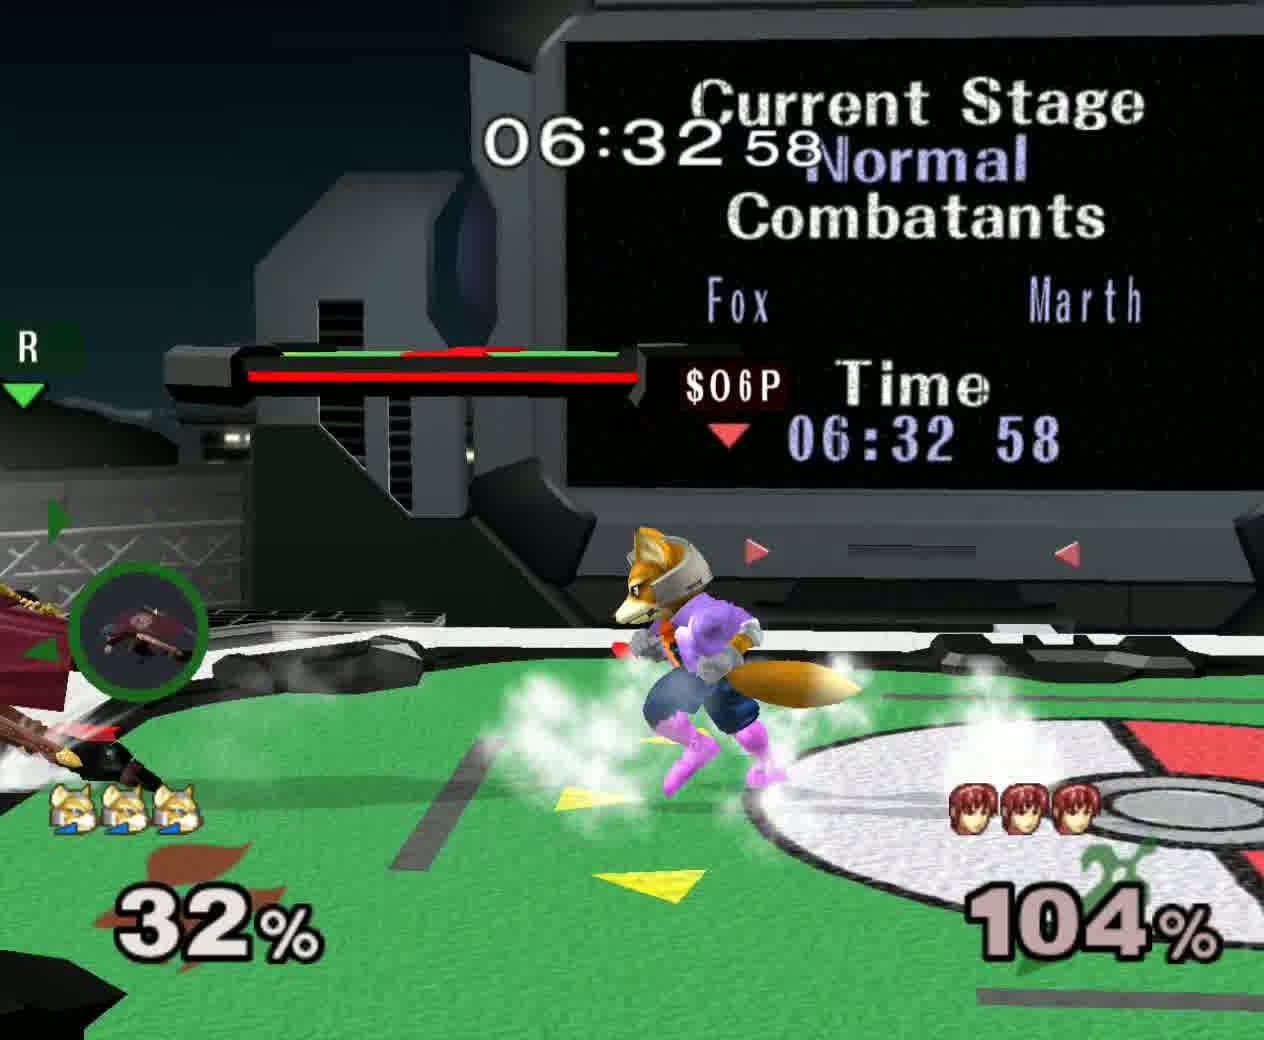 Current Stage
06:32 58
Normal
Combatants
Fox Marth
R
$06P
Time
06:32 58
32%
104%